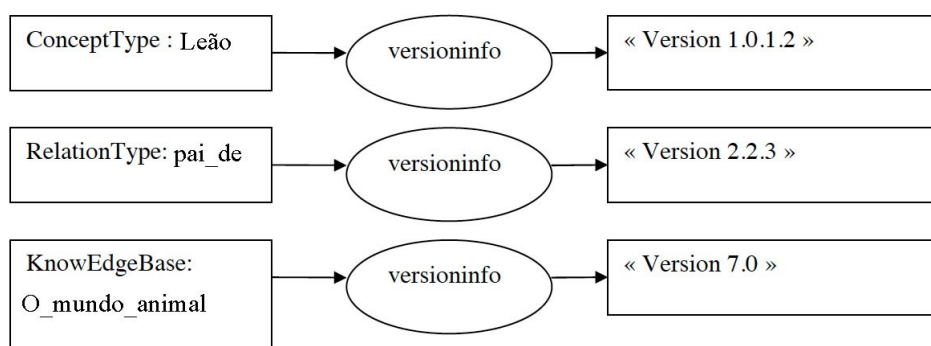 ConceptType : Leão versioninfo « Version 1.0.1.2 »
RelationType: pai_de versioninfo « Version 2.2.3 »
KnowEdgeBase: versioninfo « Version 7.0 »
O_mundo_animal